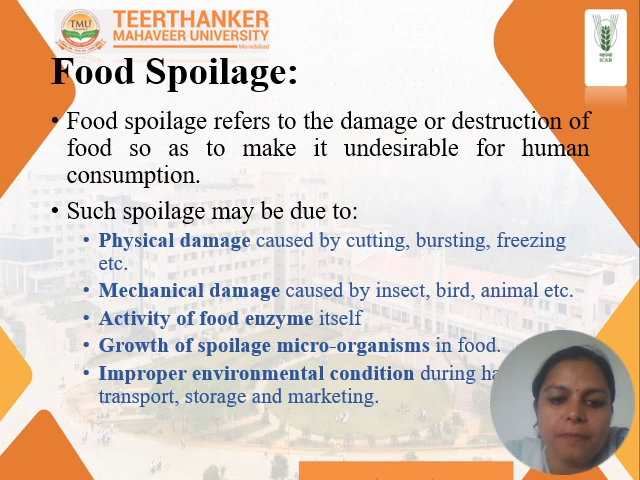 TMU
TEERTHANKER
MAHAVEER UNIVERSITY
Moradabad
ICAR
Food Spoilage:
• Food spoilage refers to the damage or destruction of
food so as to make it undesirable for human
consumption.
• Such spoilage may be due to:
• Physical damage caused by cutting, bursting, freezing
etc.
• Mechanical damage caused by insect, bird, animal etc.
• Activity of food enzyme itself
• Growth of spoilage micro-organisms in food.
• Improper environmental condition during
transport, storage and marketing.